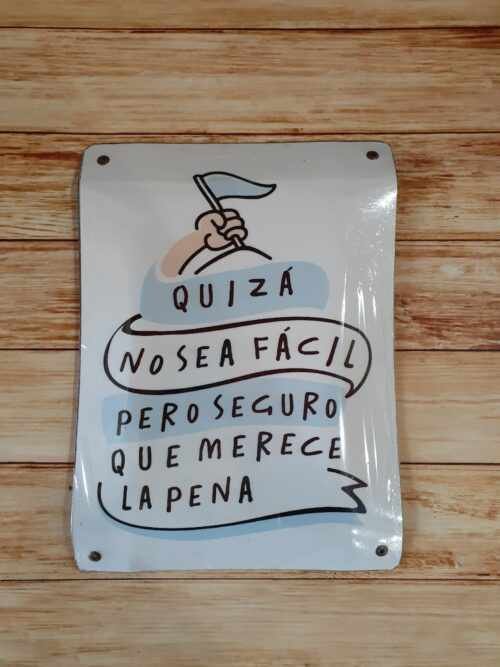 QUIZÁ
NO SEA FÁCIL
PERO SEGURO
QUE MERECE
LA PENA